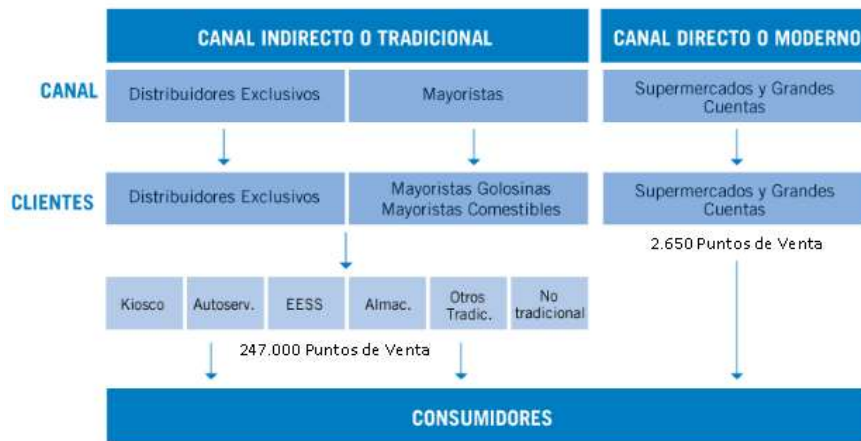 CANAL INDIRECTO O TRADICIONAL
CANAL DIRECTO O MODERNO
CANAL
Distribuidores Exclusivos
Mayoristas
Supermercados y Grandes
Cuentas
CLIENTES
Distribuidores Exclusivos
Mayoristas Golosinas
Mayoristas Comestibles
Supermercados y Grandes
Cuentas
2.650 Puntos de Venta
Kiosco
Autoserv.
EESS
Almac.
Otros
Tradic.
No
tradicional
247.000 Puntos de Venta
CONSUMIDORES